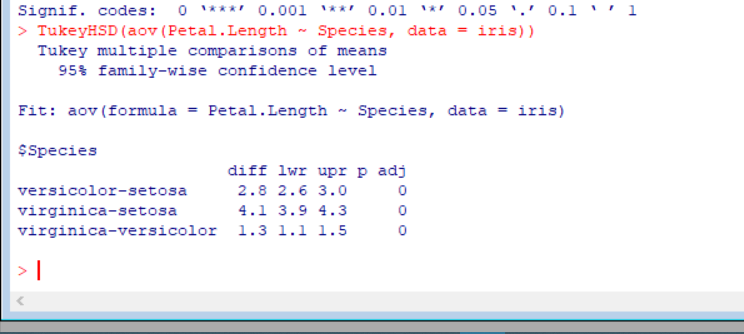 Signif. codes:  0 ‘***’ 0.001 ‘**’ 0.01 ‘*’ 0.05 ‘.’ 0.1 ‘ ’ 1
> TukeyHSD(aov(Petal.Length ~ Species, data = iris))
  Tukey multiple comparisons of means
    95% family-wise confidence level

Fit: aov(formula = Petal.Length ~ Species, data = iris)

$Species
                     diff lwr upr p adj
versicolor-setosa     2.8 2.6 3.0     0
virginica-setosa      4.1 3.9 4.3     0
virginica-versicolor  1.3 1.1 1.5     0

>